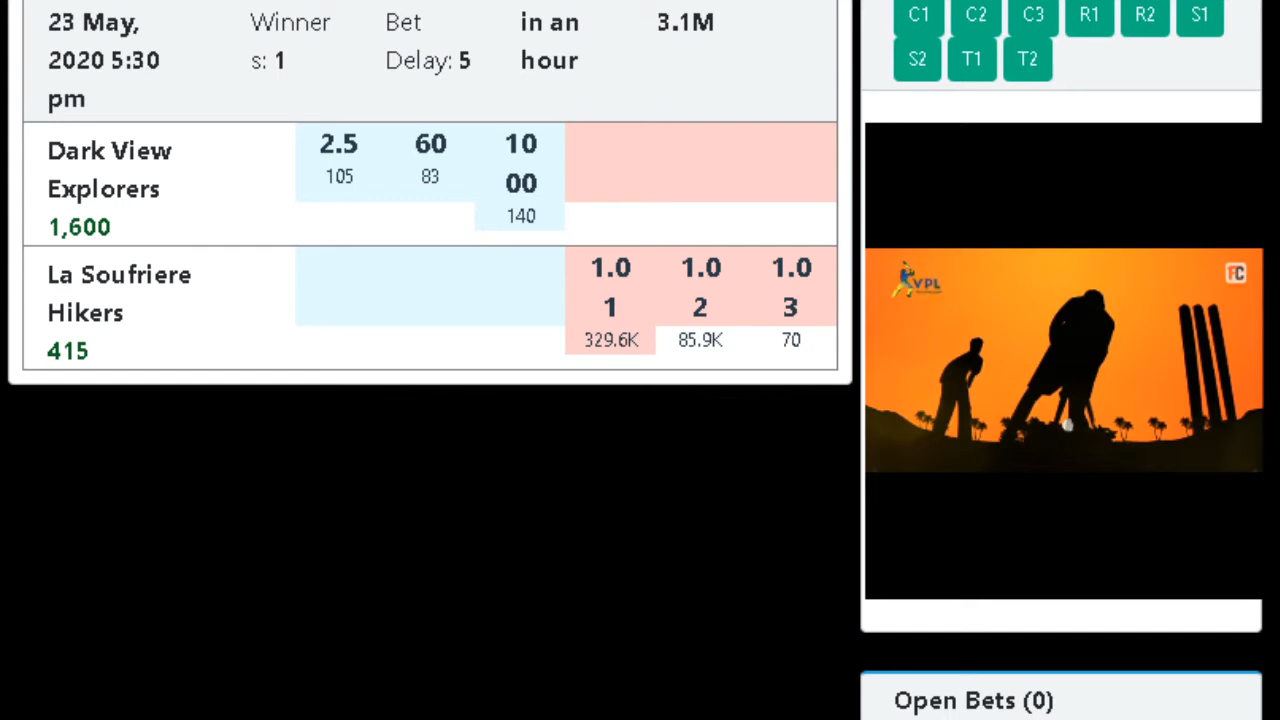 23 May, Winner Bet in an 3.1M
2020 5:30 s: 1 Delay: 5 hour
pm
Dark View 2.5 60 10
Explorers 105 83 00
1,600 140
La Soufriere 1.0 1.0 1.0
Hikers 1 2 3
415 329.6K 85.9K 70
C1 C2 C3 R1 R2 S1
S2 T1 T2
VPL FC
Open Bets (0)